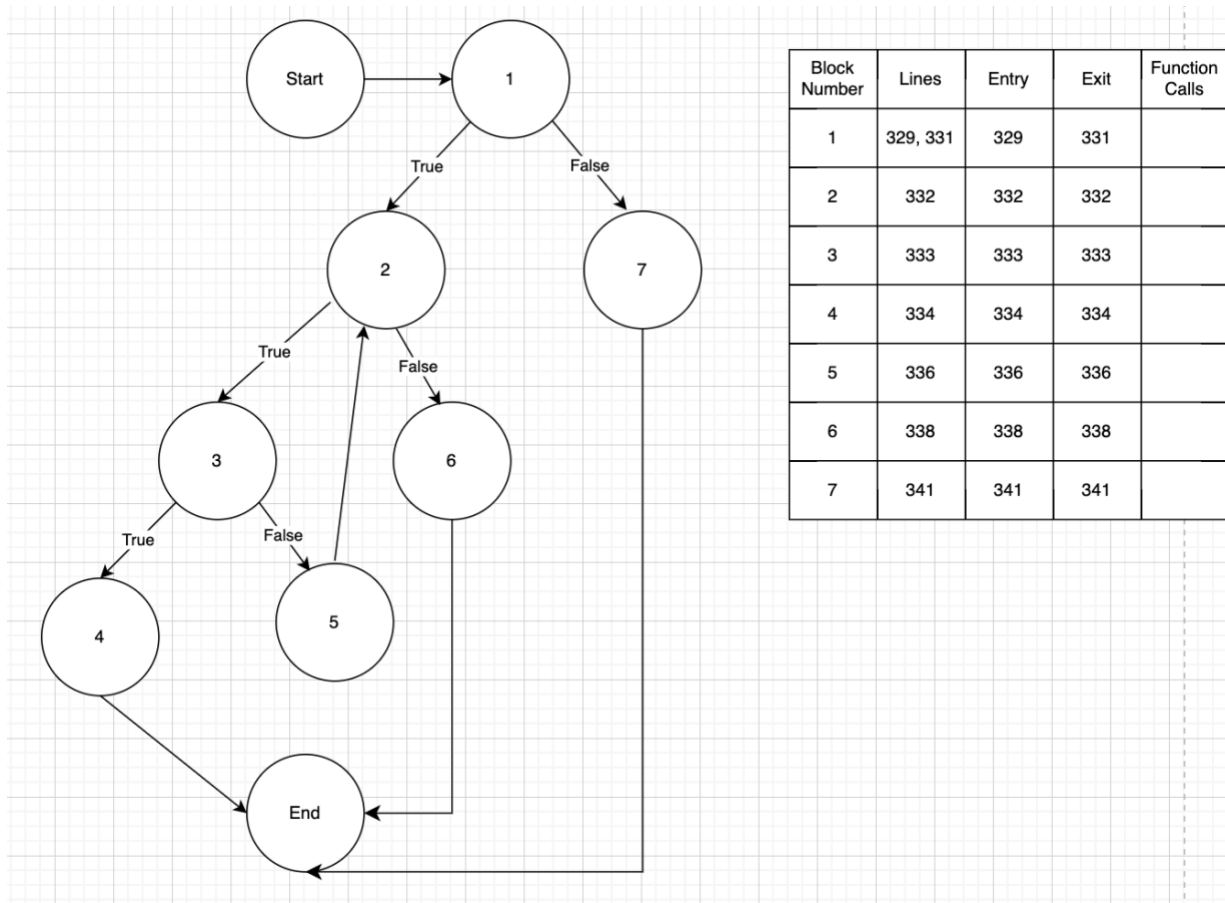 Start
1
True
False
2
7
True
False
3
6
True
False
4
5
End
Block Number Lines Entry Exit Function Calls
1 329, 331 329 331
2 332 332 332
3 333 333 333
4 334 334 334
5 336 336 336
6 338 338 338
7 341 341 341